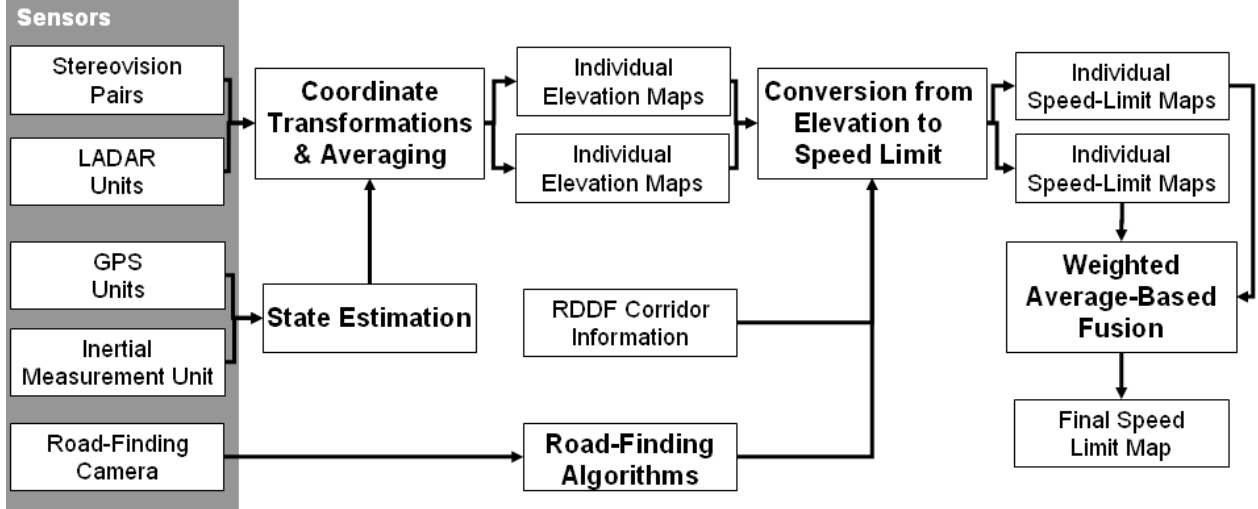 Sensors
Stereovision
Pairs
LADAR
Units
GPS
Units
Inertial
Measurement Unit
Road-Finding
Camera
Coordinate
Transformations
& Averaging
State Estimation
Individual
Elevation Maps
Individual
Elevation Maps
RDDF Corridor
Information
Road-Finding
Algorithms
Conversion from
Elevation to
Speed Limit
Individual
Speed-Limit Maps
Individual
Speed-Limit Maps
Weighted
Average-Based
Fusion
Final Speed
Limit Map